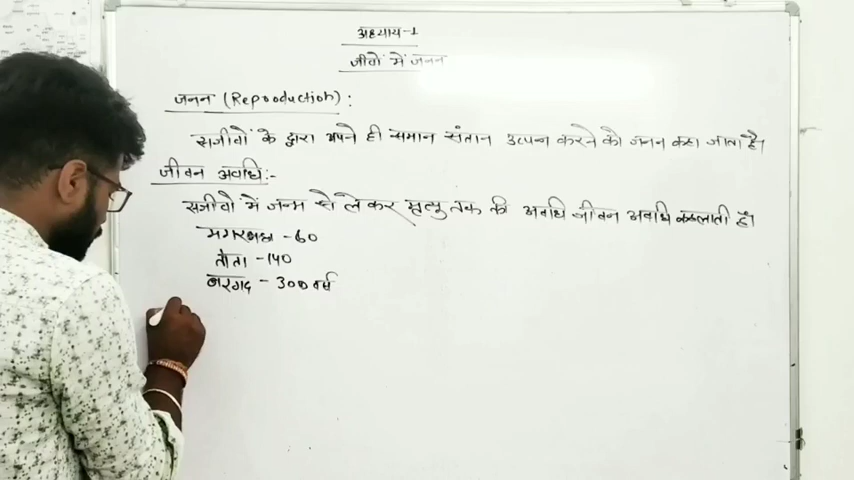 अध्याय-1
जीवों में जनन
जनन (Reproduction):
सजीवों के द्वारा अपने ही समान संतान उत्पन्न करने को जनन कहा जाता है।
जीवन अवधि:-
सजीवों में जन्म से लेकर मृत्यु तक की अवधि जीवन अवधि कहलाती है।
मगरमच्छ - 60
तोता - 140
बरगद - 300 वर्ष